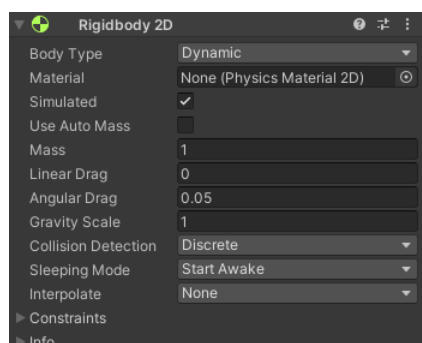 Rigidbody 2D
Body Type Dynamic
Material None (Physics Material 2D)
Simulated
Use Auto Mass
Mass 1
Linear Drag 0
Angular Drag 0.05
Gravity Scale 1
Collision Detection Discrete
Sleeping Mode Start Awake
Interpolate None
Constraints
Info